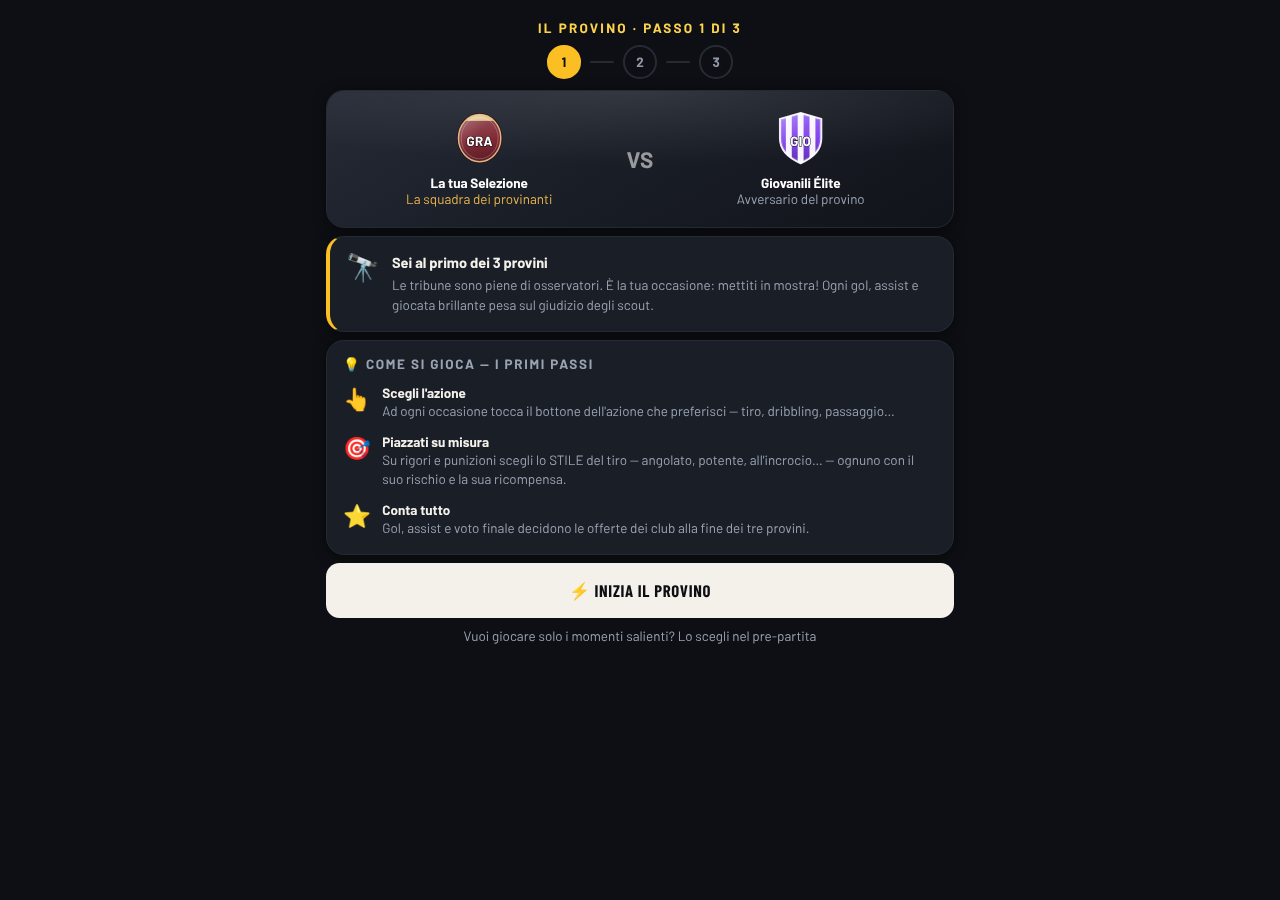 IL PROVINO · PASSO 1 DI 3
1 2 3
GRA
GIO
VS
La tua Selezione
La squadra dei provinanti
Giovanili Élite
Avversario del provino
Sei al primo dei 3 provini
Le tribune sono piene di osservatori. È la tua occasione: mettiti in mostra! Ogni gol, assist e
giocata brillante pesa sul giudizio degli scout.
COME SI GIOCA — I PRIMI PASSI
Scegli l'azione
Ad ogni occasione tocca il bottone dell'azione che preferisci — tiro, dribbling, passaggio…
Piazzati su misura
Su rigori e punizioni scegli lo STILE del tiro — angolato, potente, all'incrocio… — ognuno con il
suo rischio e la sua ricompensa.
Conta tutto
Gol, assist e voto finale decidono le offerte dei club alla fine dei tre provini.
⚡ INIZIA IL PROVINO
Vuoi giocare solo i momenti salienti? Lo scegli nel pre-partita